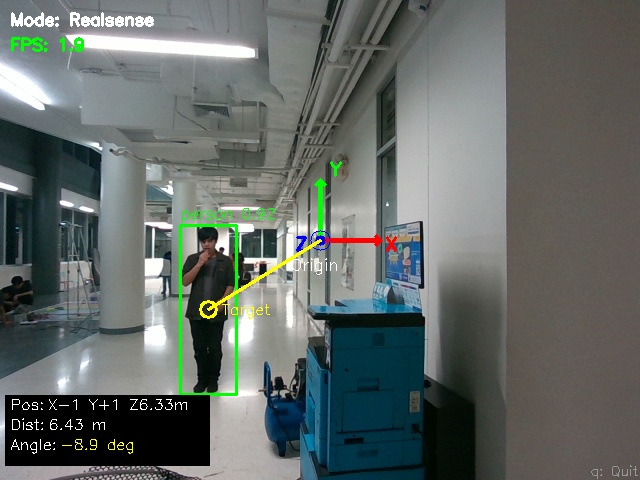 Mode: Realsense
FPS: 1.9
Y
person 0.92
Z
X
Origin
Target
Pos: X-1 Y+1 Z6.33m
Dist: 6.43 m
Angle: -8.9 deg
q: Quit